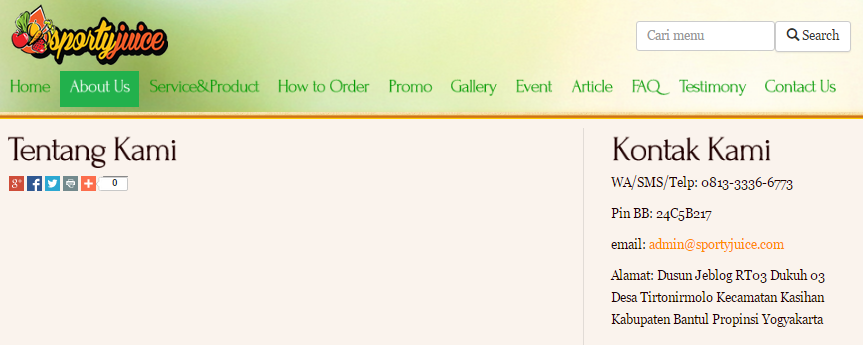 sportyjuice
Cari menu
Search
Home About Us Service&Product How to Order Promo Gallery Event Article FAQ Testimony Contact Us
Tentang Kami
g+ f 0
Kontak Kami
WA/SMS/Telp: 0813-3336-6773
Pin BB: 24C5B217
email: admin@sportyjuice.com
Alamat: Dusun Jeblog RT03 Dukuh 03
Desa Tirtonirmolo Kecamatan Kasihan
Kabupaten Bantul Propinsi Yogyakarta